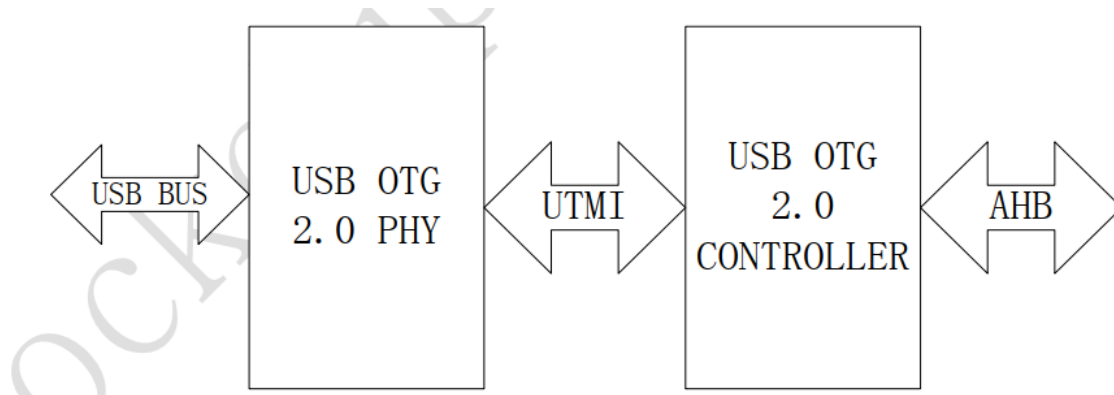 USB BUS
USB OTG
2.0 PHY
UTMI
USB OTG
2.0
CONTROLLER
AHB